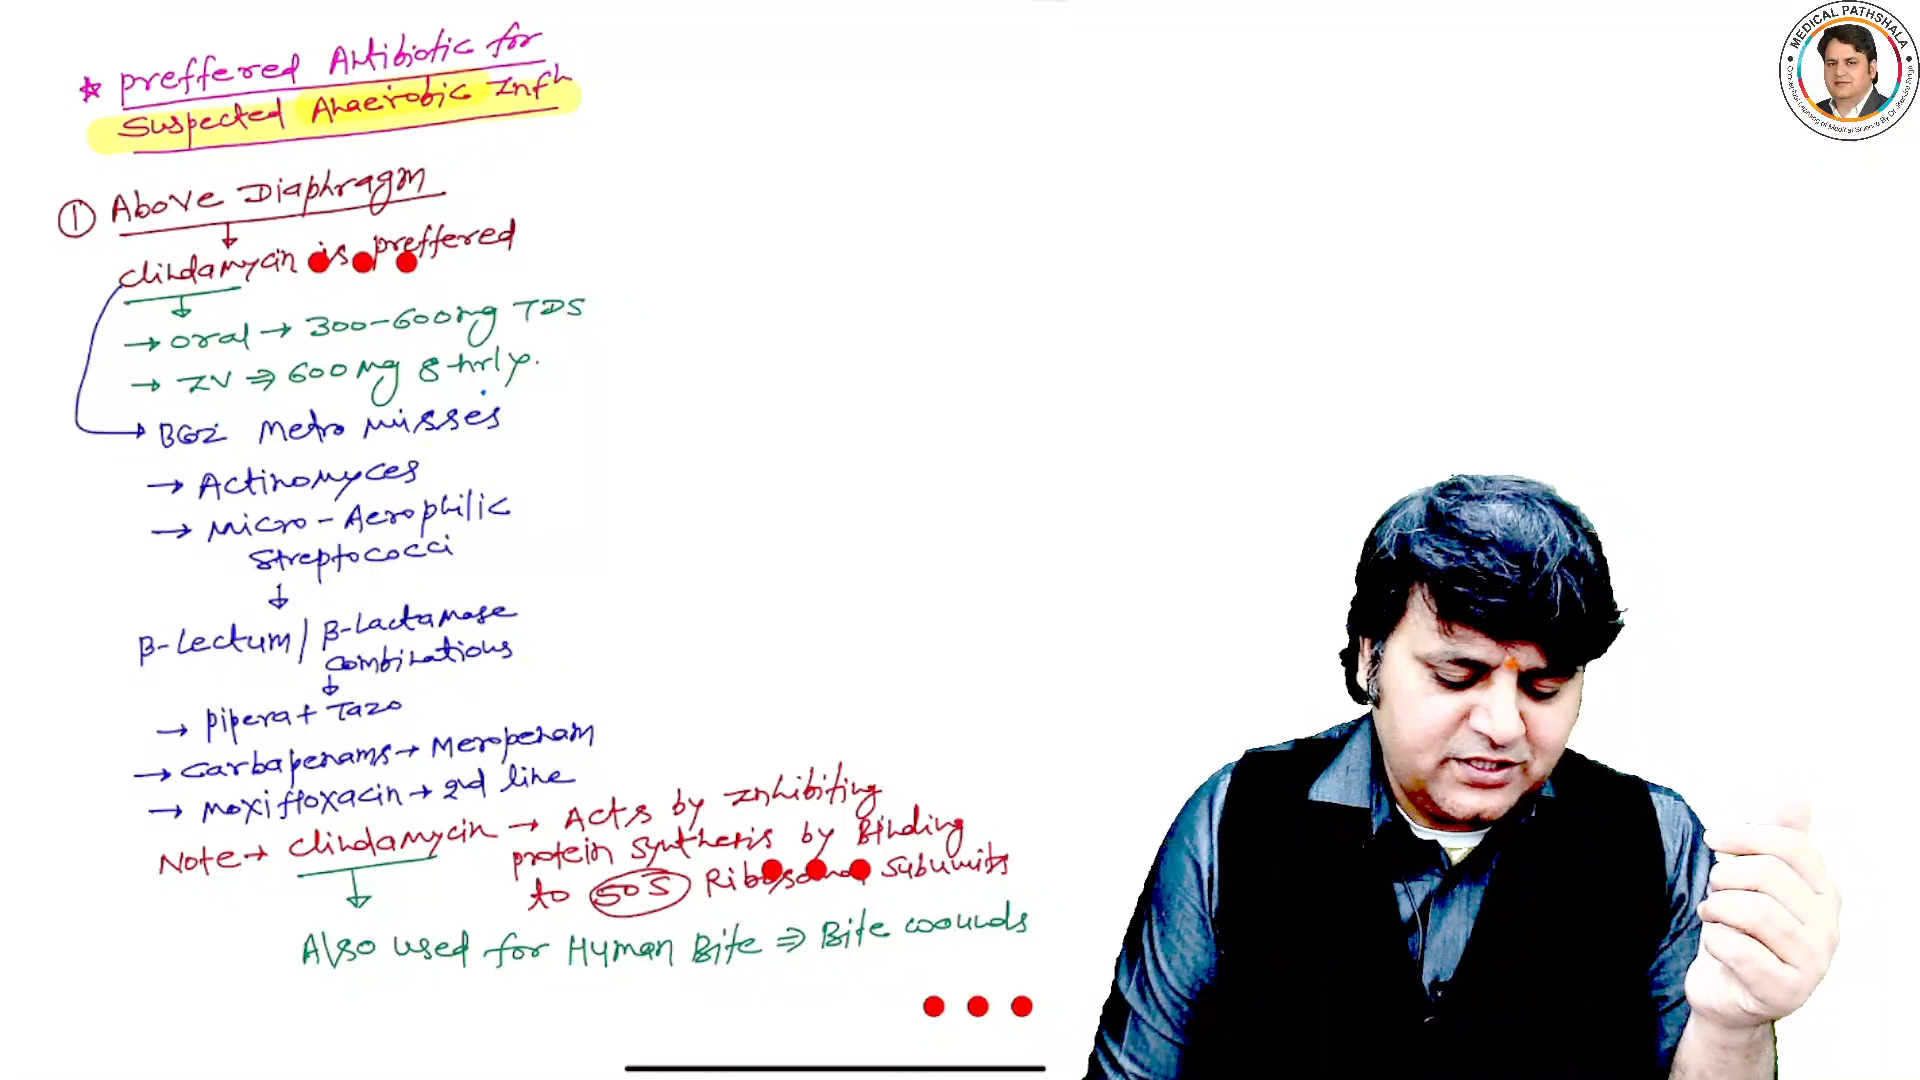 * Preffered Antibiotic for
Suspected Anaerobic Infn
① Above Diaphragm
clindamycin is preffered
→ oral → 300-600mg TDS
→ IV ⇒ 600 mg 8 hrly.
BCZ Metro misses
→ Actinomyces
→ Micro-Aerophilic
Streptococci
β-Lectum / β-Lactamase
Combinations
→ pipera + Tazo
→ Carbapenams → Meropenam
→ Moxifloxacin → 2nd line
Note → Clindamycin → Acts by Inhibiting
protein Synthesis by Binding
to 50S Ribosomal Subunits
Also used for Human Bite ⇒ Bite wounds
MEDICAL PATHSHALA